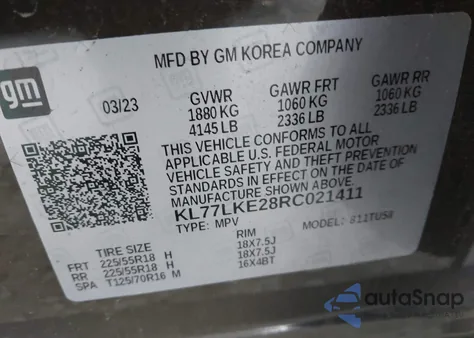 MFD BY GM KOREA COMPANY
gm
03/23
GVWR GAWR FRT GAWR RR
1880 KG 1060 KG 1060 KG
4145 LB 2336 LB 2336 LB
THIS VEHICLE CONFORMS TO ALL
APPLICABLE U.S. FEDERAL MOTOR
VEHICLE SAFETY AND THEFT PREVENTION
STANDARDS IN EFFECT ON THE DATE OF
MANUFACTURE SHOWN ABOVE.
KL77LKE28RC021411
TYPE: MPV MODEL: 811TU58
TIRE SIZE RIM
FRT 225/55R18 H 18X7.5J
RR 225/55R18 H 18X7.5J
SPA T125/70R16 M 16X4BT
autaSnap